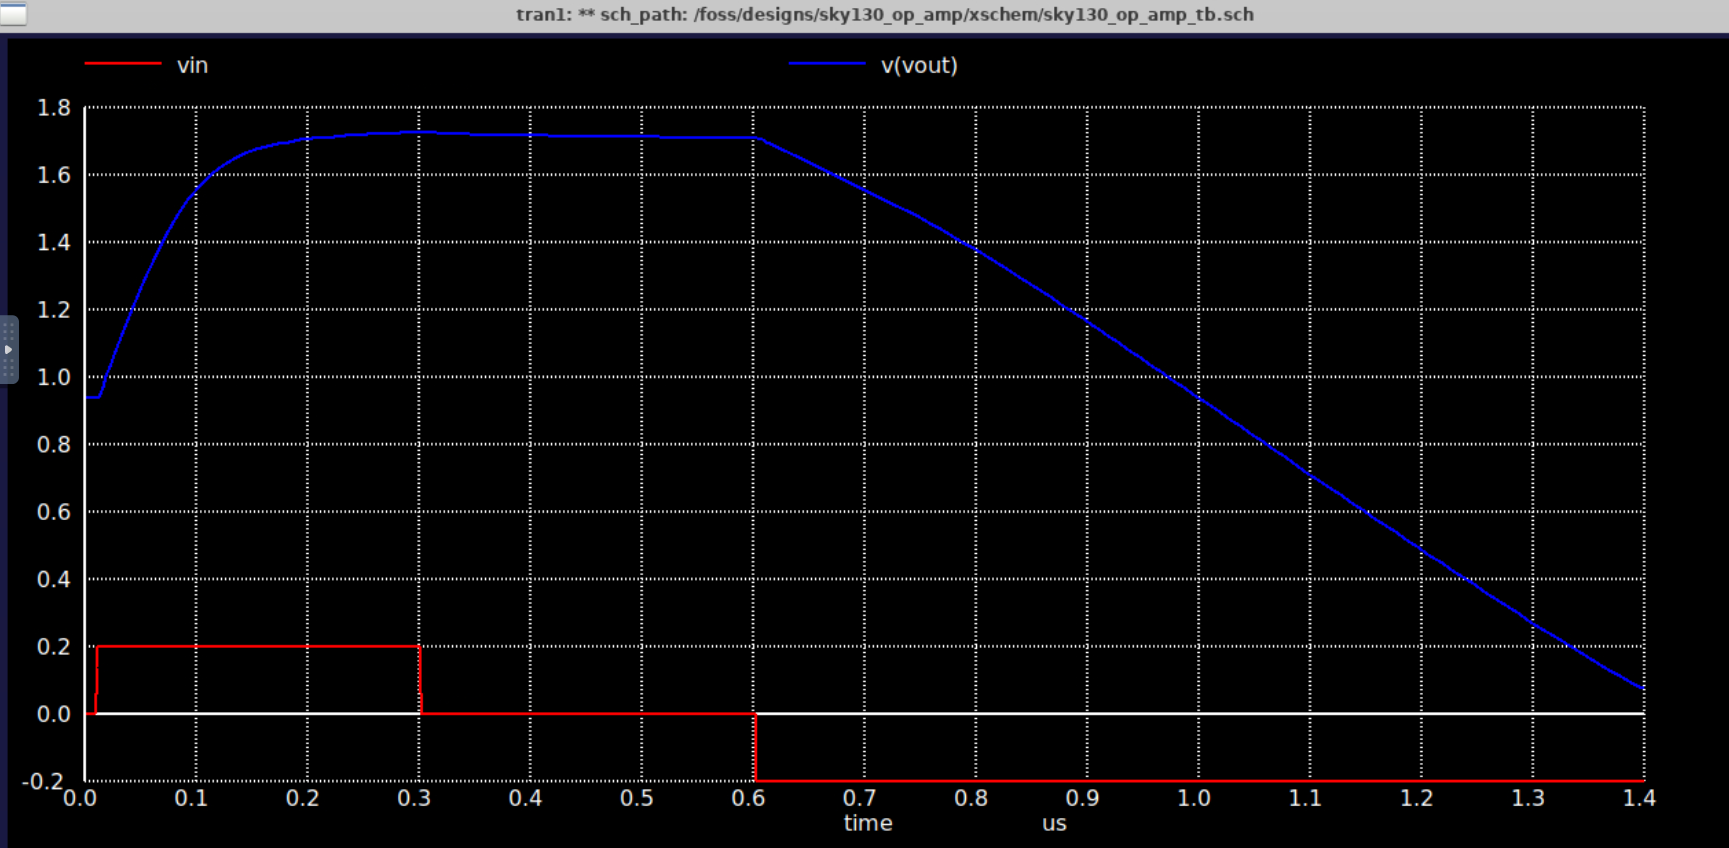 tran1: ** sch_path: /foss/designs/sky130_op_amp/xschem/sky130_op_amp_tb.sch
vin v(vout)
1.8
1.6
1.4
1.2
1.0
0.8
0.6
0.4
0.2
0.0
-0.2
0.0 0.1 0.2 0.3 0.4 0.5 0.6 0.7 0.8 0.9 1.0 1.1 1.2 1.3 1.4
time us